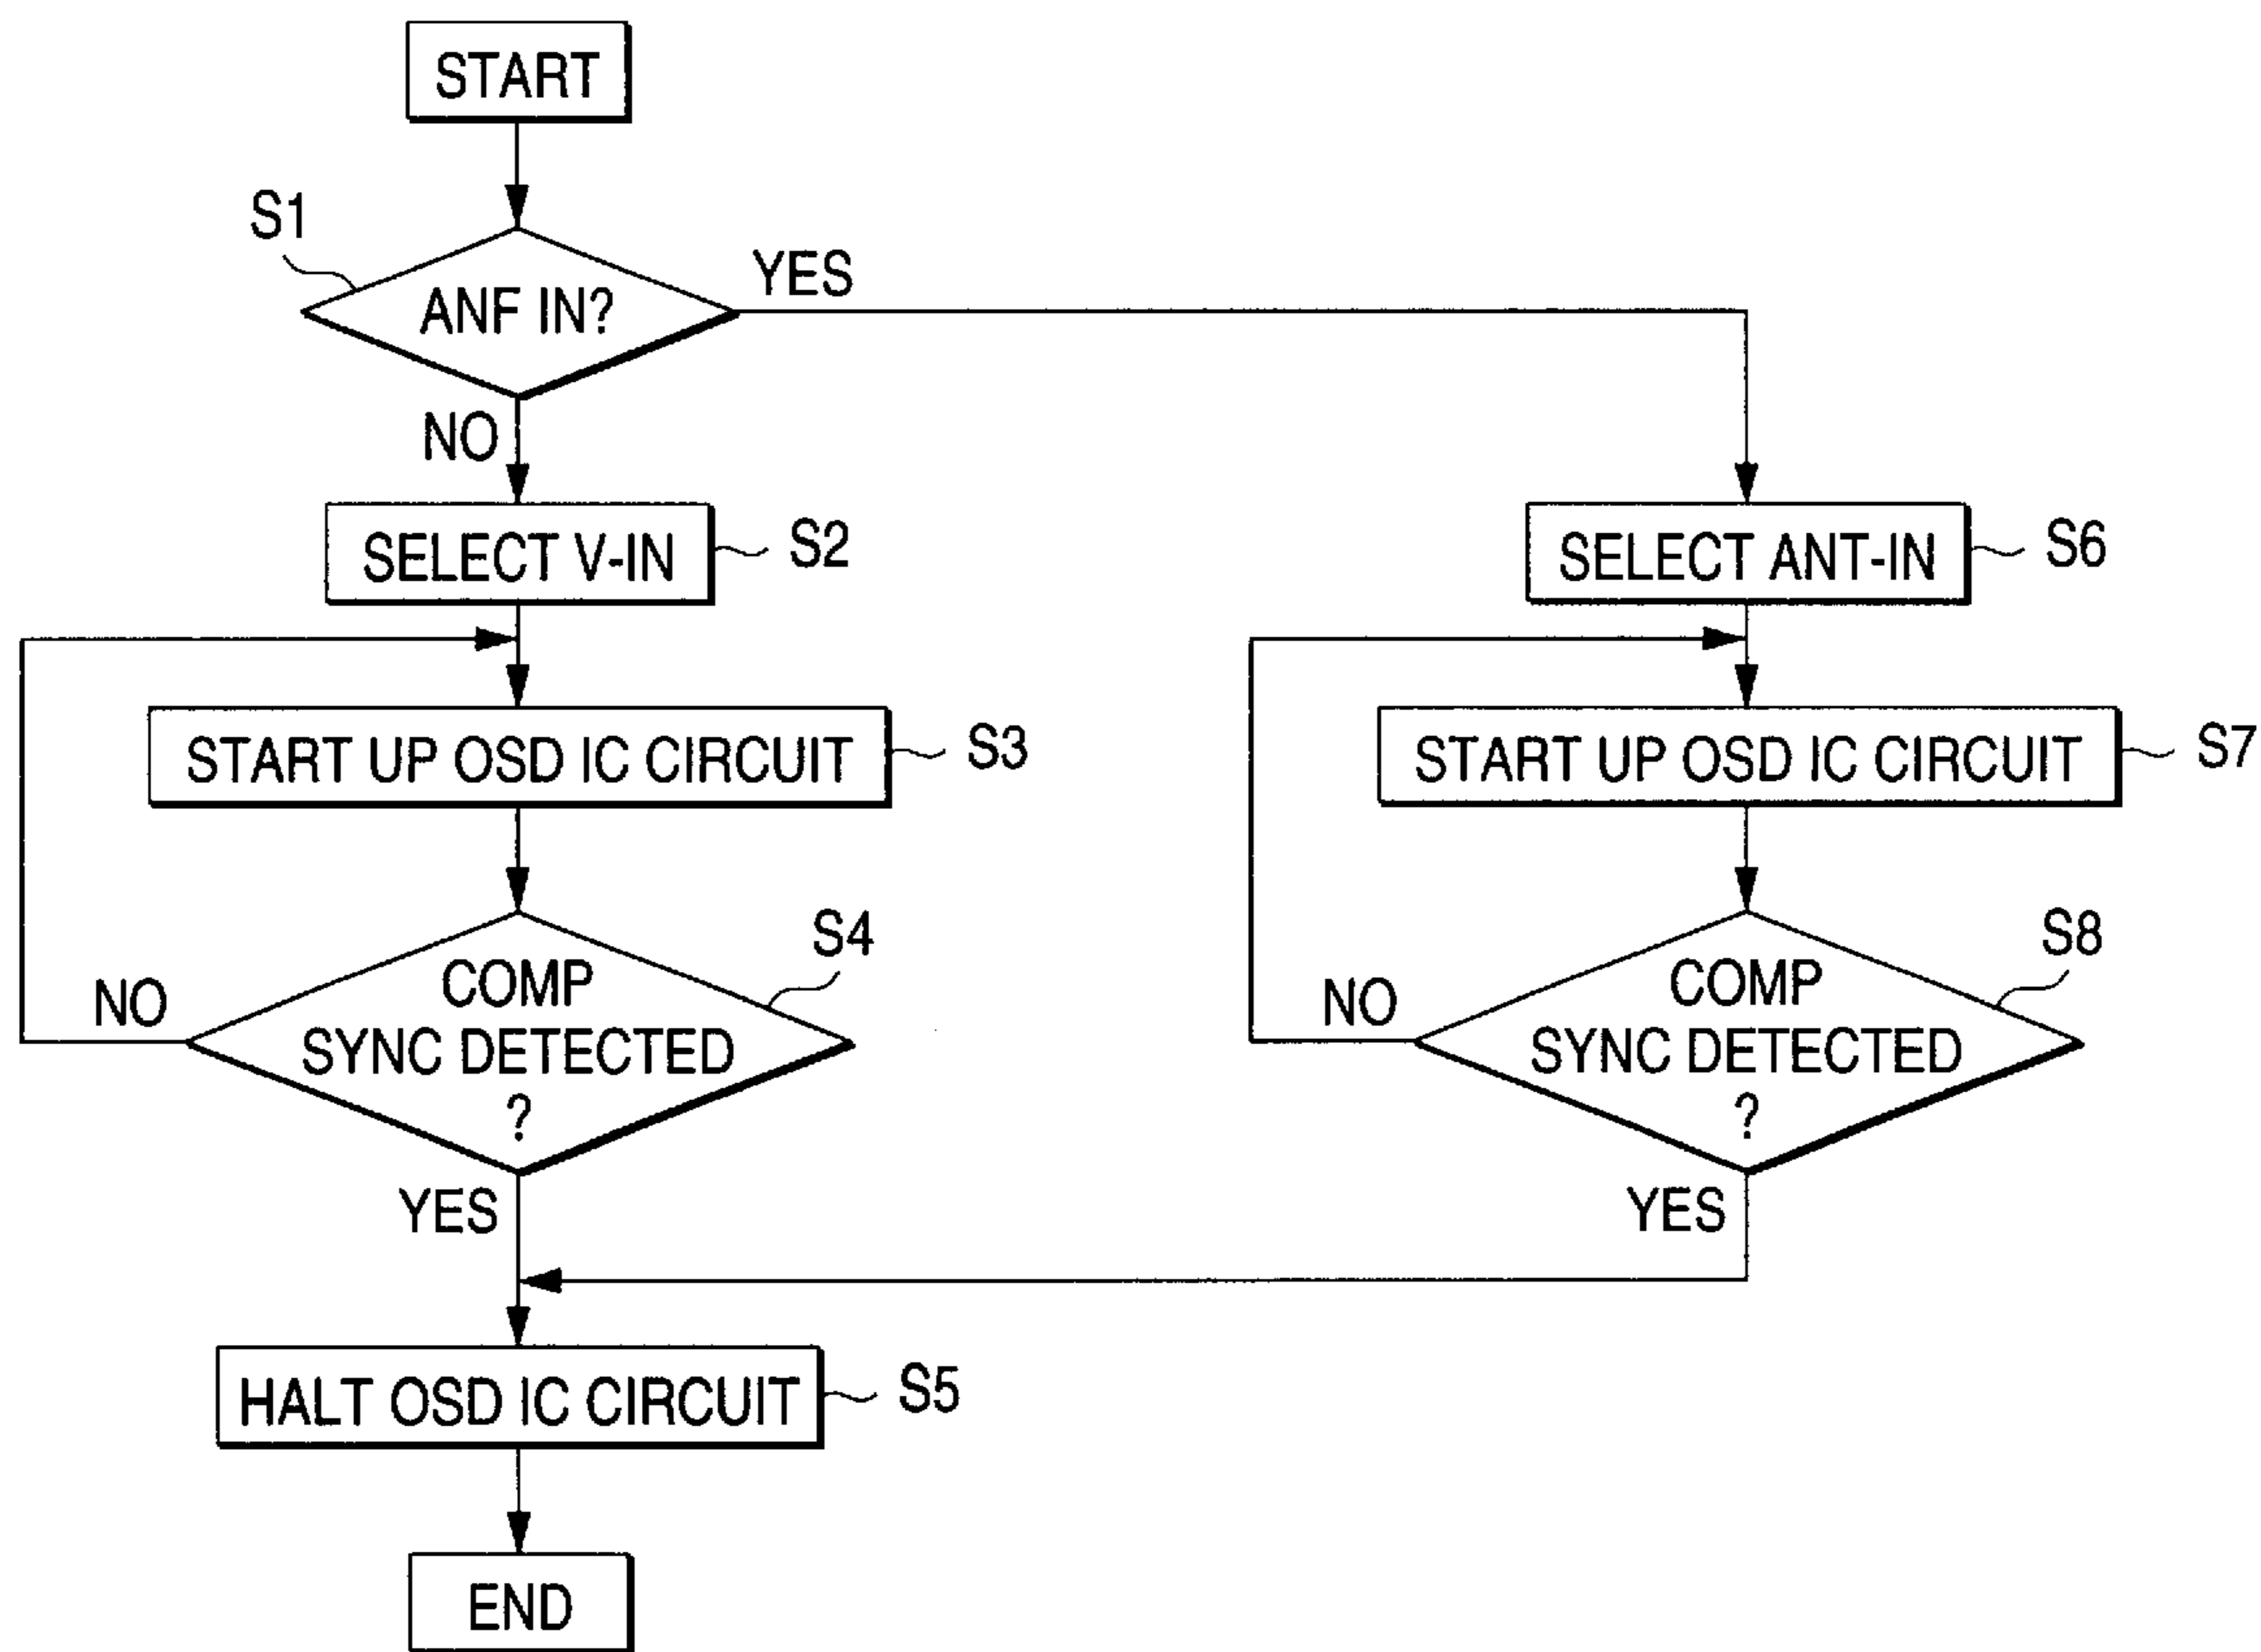 START
S1
ANF IN?
YES
NO
SELECT V-IN
S2
SELECT ANT-IN
S6
START UP OSD IC CIRCUIT
S3
START UP OSD IC CIRCUIT
S7
S4
COMP
SYNC DETECTED
?
NO
YES
S8
COMP
SYNC DETECTED
?
NO
YES
HALT OSD IC CIRCUIT
S5
END